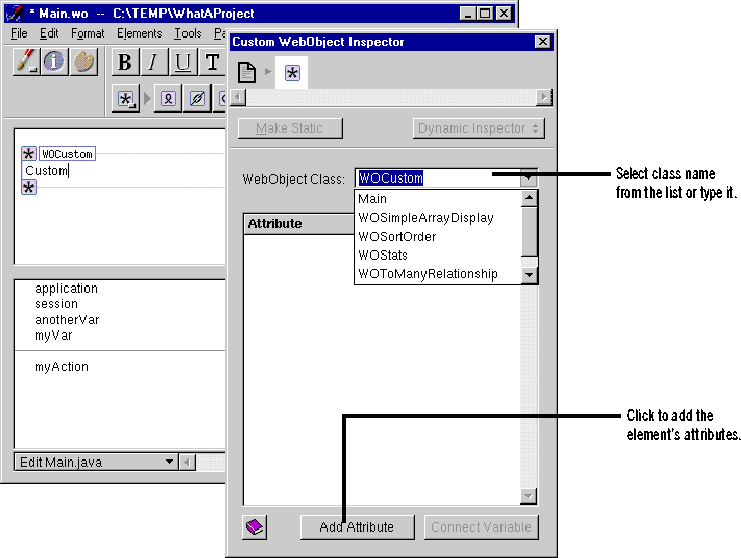 * Main.wo -- C:\TEMP\WhatAProject
File Edit Format Elements Tools Pa
B I U T
WOCustom
Custom
application
session
anotherVar
myVar
myAction
Edit Main.java
Custom WebObject Inspector
Make Static Dynamic Inspector
WebObject Class: WOCustom
Main
WOSimpleArrayDisplay
WOSortOrder
WOStats
WOToManyRelationship
Attribute
Add Attribute Connect Variable
Select class name
from the list or type it.
Click to add the
element's attributes.